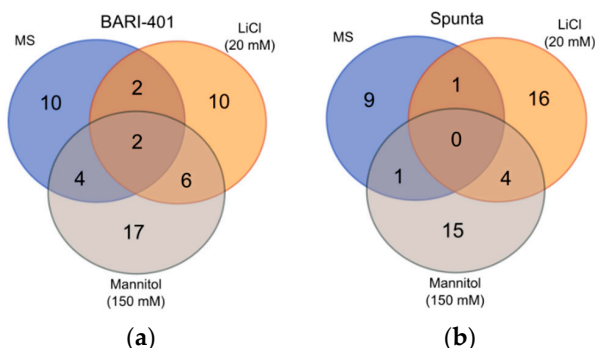 BARI-401
MS
LiCl
(20 mM)
10
2
10
2
4
6
17
Mannitol
(150 mM)
(a)
Spunta
MS
LiCl
(20 mM)
9
1
16
0
1
4
15
Mannitol
(150 mM)
(b)